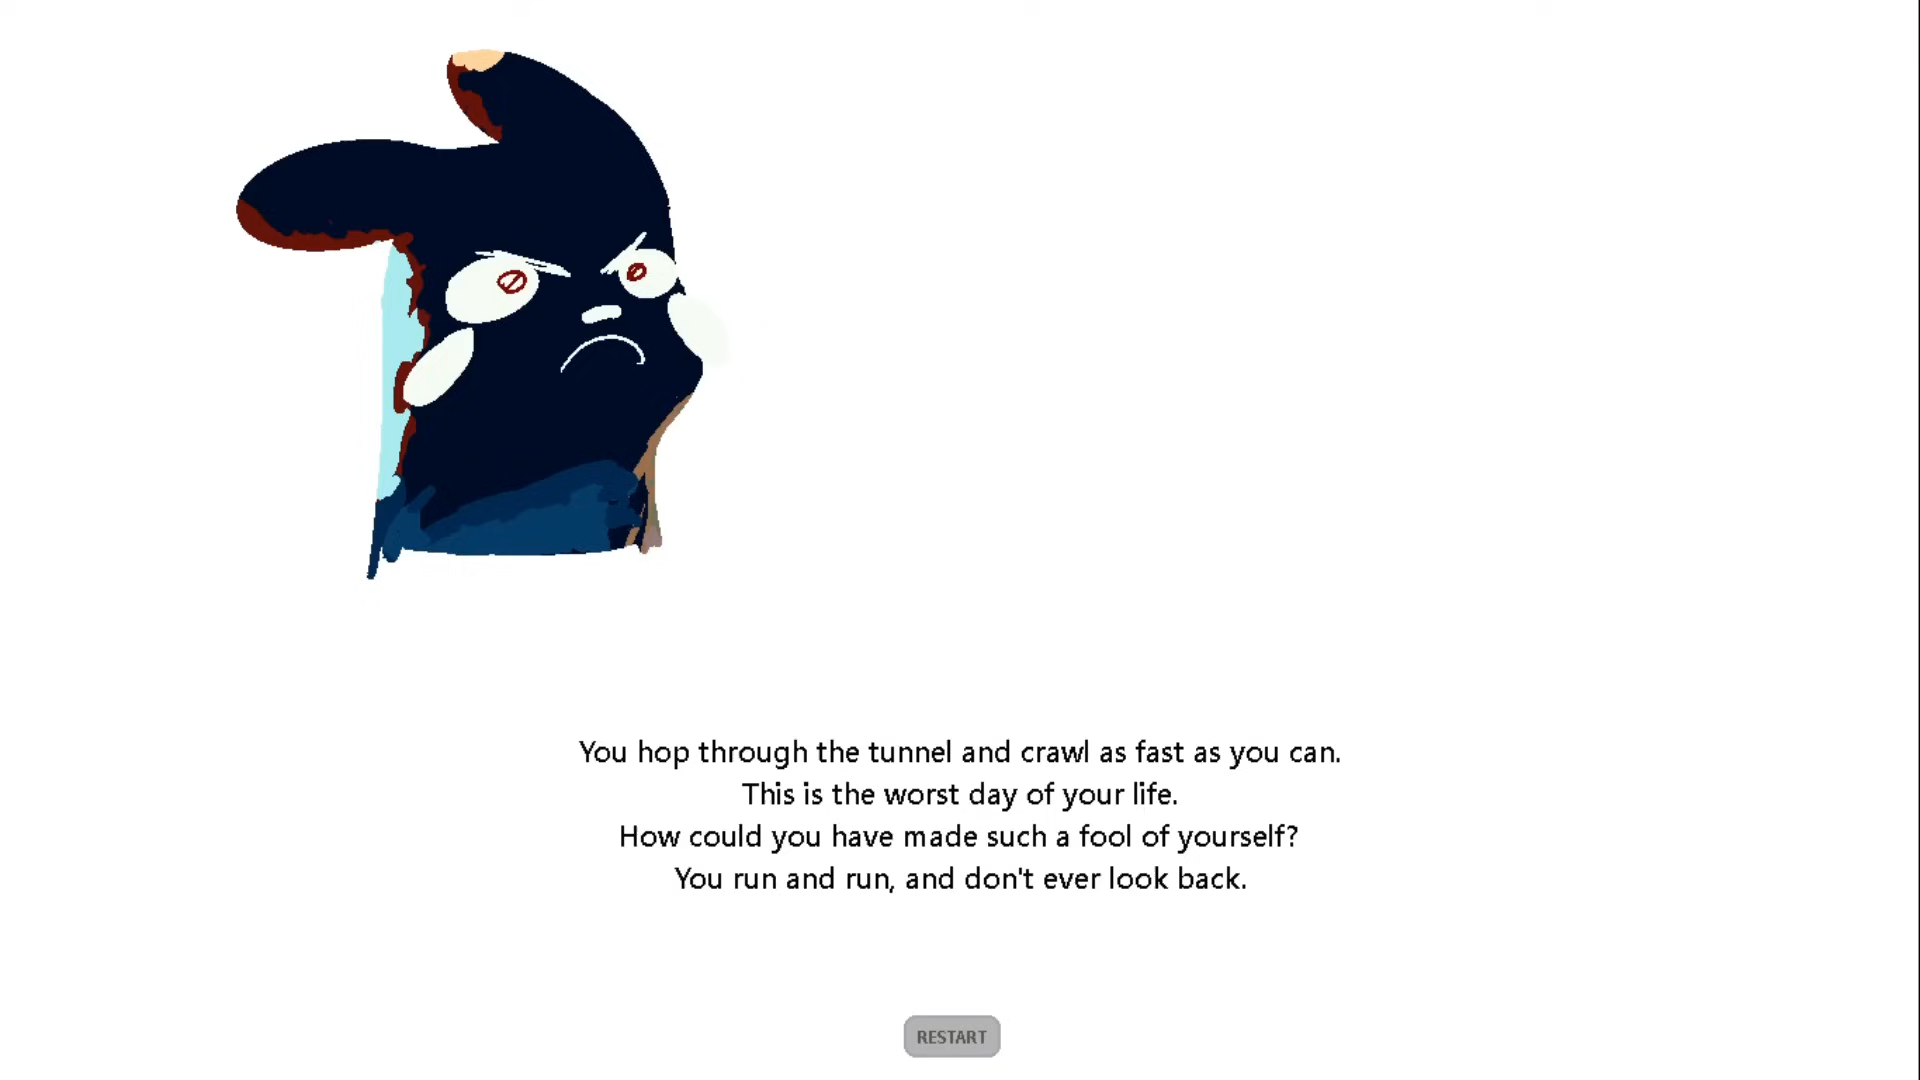 You hop through the tunnel and crawl as fast as you can.
This is the worst day of your life.
How could you have made such a fool of yourself?
You run and run, and don't ever look back.
RESTART